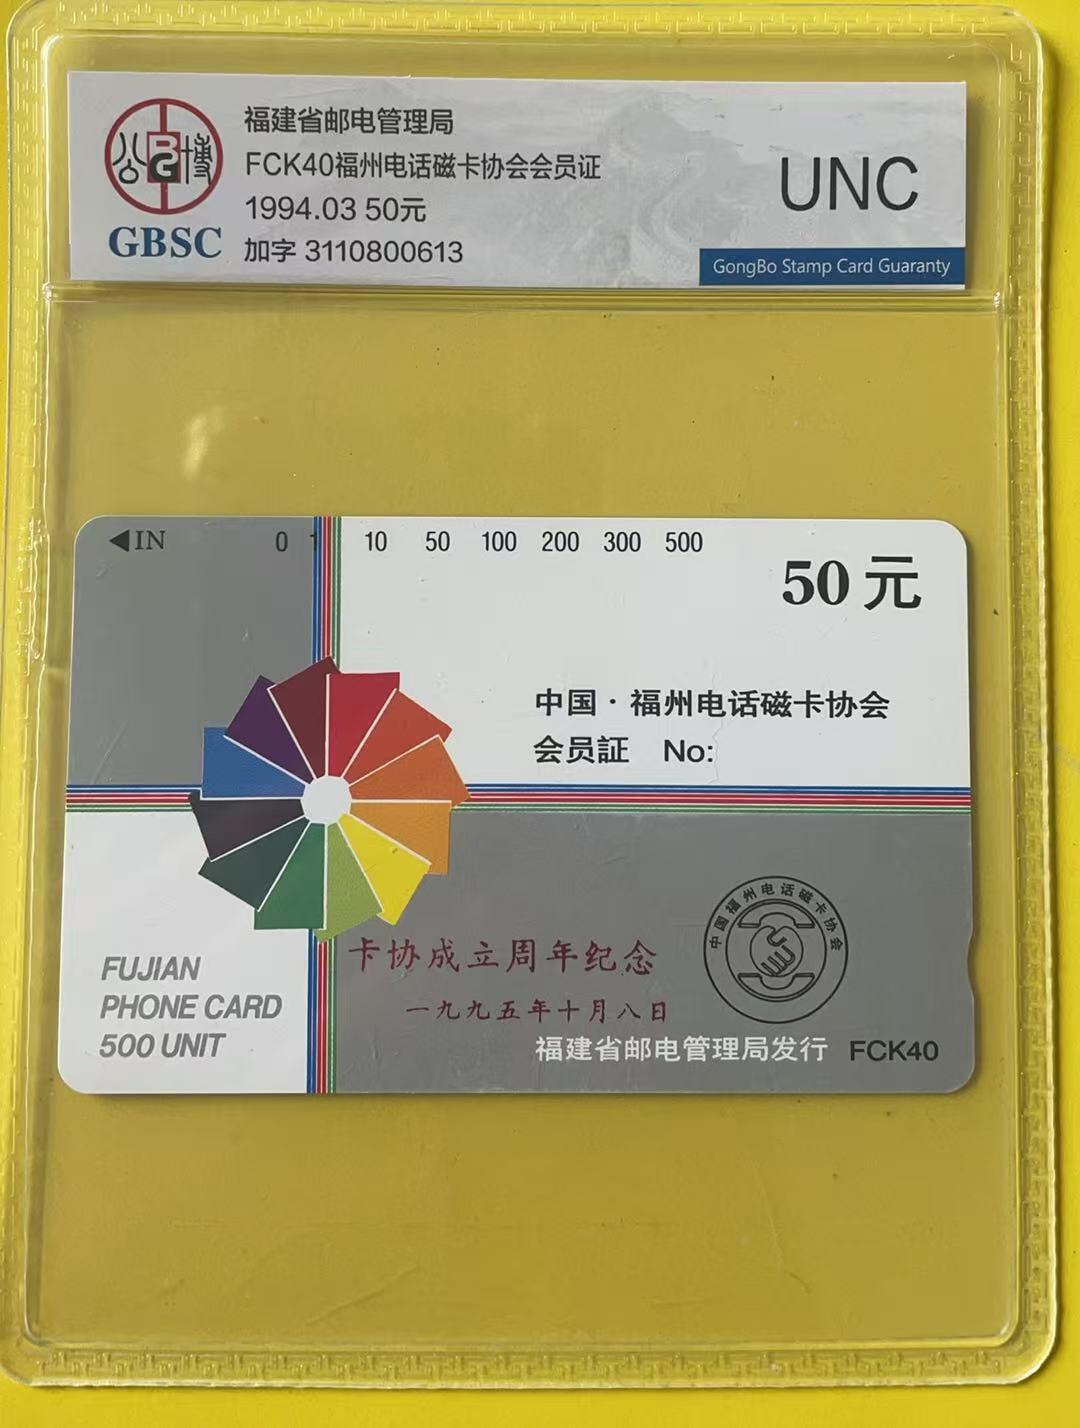 公博
BG
GBSC
福建省邮电管理局
FCK40福州电话磁卡协会会员证
1994.03 50元
加字 3110800613
UNC
GongBo Stamp Card Guaranty
◀IN 0 1 10 50 100 200 300 500
50 元
中国·福州电话磁卡协会
会员証 No:
中国福州电话磁卡协会
卡协成立周年纪念
一九九五年十月八日
FUJIAN
PHONE CARD
500 UNIT
福建省邮电管理局发行 FCK40